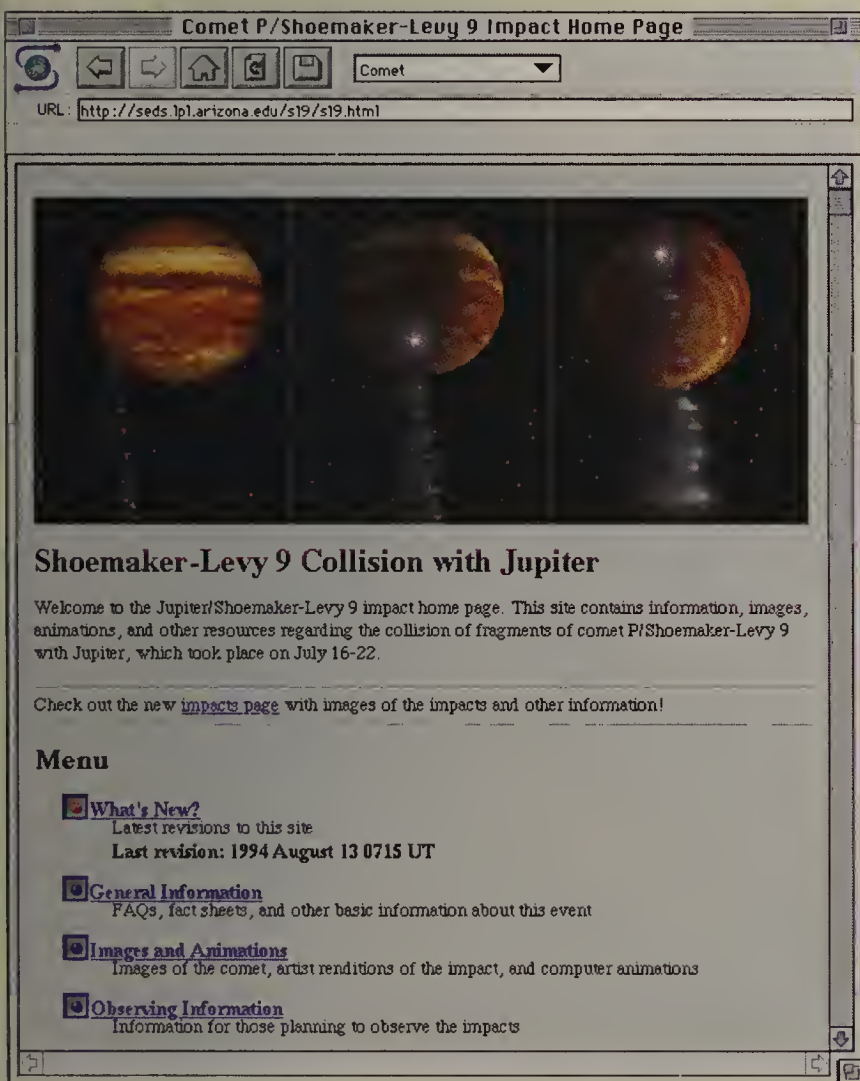 Comet P/Shoemaker-Levy 9 Impact Home Page
Comet
URL: http://seds.lpl.arizona.edu/sl9/sl9.html
Shoemaker-Levy 9 Collision with Jupiter
Welcome to the Jupiter/Shoemaker-Levy 9 impact home page. This site contains information, images,
animations, and other resources regarding the collision of fragments of comet P/Shoemaker-Levy 9
with Jupiter, which took place on July 16-22.
Check out the new impacts page with images of the impacts and other information!
Menu
What's New?
Latest revisions to this site
Last revision: 1994 August 13 0715 UT
General Information
FAQs, fact sheets, and other basic information about this event
Images and Animations
Images of the comet, artist renditions of the impact, and computer animations
Observing Information
Information for those planning to observe the impacts